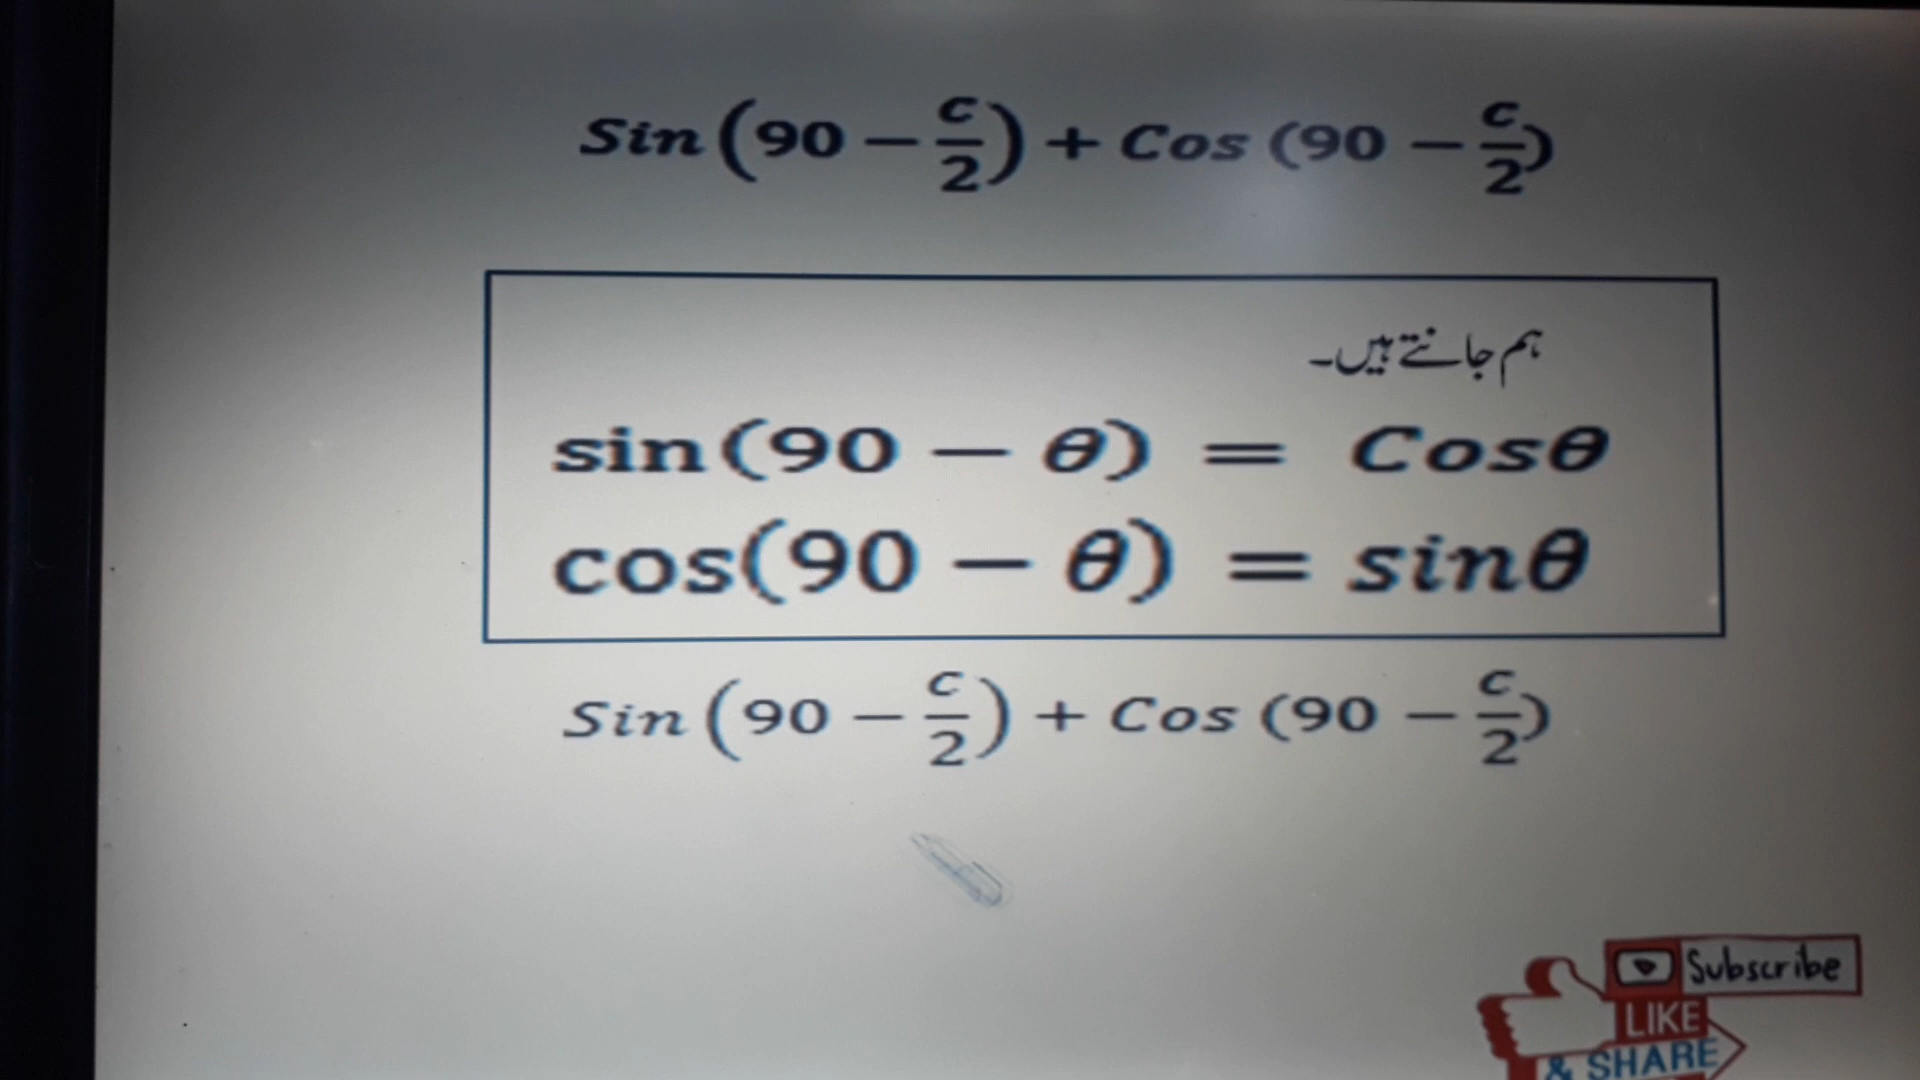 Sin(90 − c/2) + Cos (90 − c/2)
ہم جانتے ہیں۔
sin(90 − θ) = Cosθ
cos(90 − θ) = sinθ
Sin(90 − c/2) + Cos (90 − c/2)
Subscribe
LIKE
& SHARE